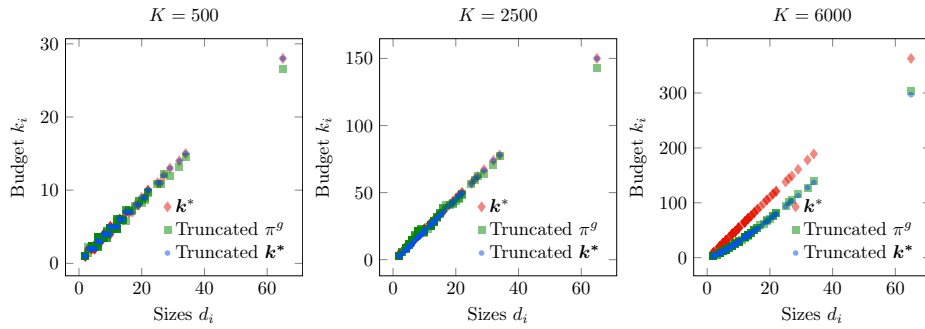 K = 500
30
20
10
0
0 20 40 60
Budget k_i
Sizes d_i
k*
Truncated π^g
Truncated k*
K = 2500
150
100
50
0
0 20 40 60
Budget k_i
Sizes d_i
k*
Truncated π^g
Truncated k*
K = 6000
300
200
100
0
0 20 40 60
Budget k_i
Sizes d_i
k*
Truncated π^g
Truncated k*